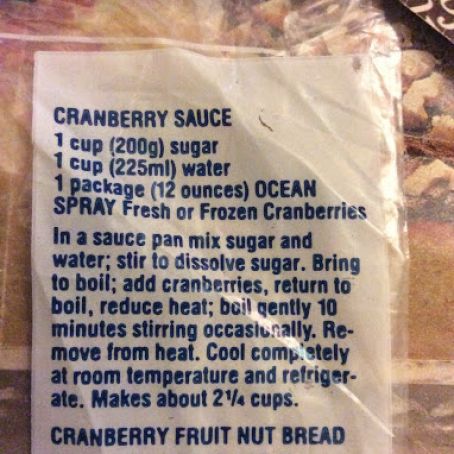 CRANBERRY SAUCE
1 cup (200g) sugar
1 cup (225ml) water
1 package (12 ounces) OCEAN
SPRAY Fresh or Frozen Cranberries
In a sauce pan mix sugar and
water; stir to dissolve sugar. Bring
to boil; add cranberries, return to
boil, reduce heat; boil gently 10
minutes stirring occasionally. Re-
move from heat. Cool completely
at room temperature and refriger-
ate. Makes about 2¼ cups.
CRANBERRY FRUIT NUT BREAD